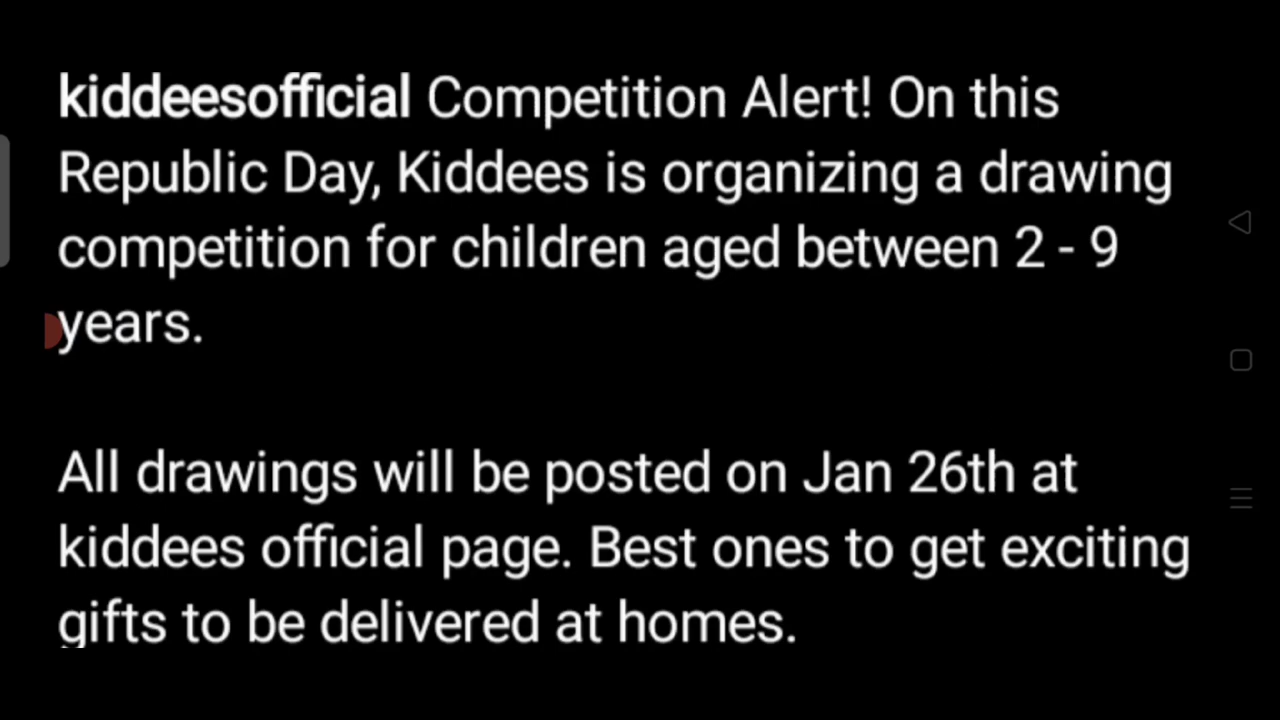 kiddeesofficial Competition Alert! On this
Republic Day, Kiddees is organizing a drawing
competition for children aged between 2 - 9
years.
All drawings will be posted on Jan 26th at
kiddees official page. Best ones to get exciting
gifts to be delivered at homes.